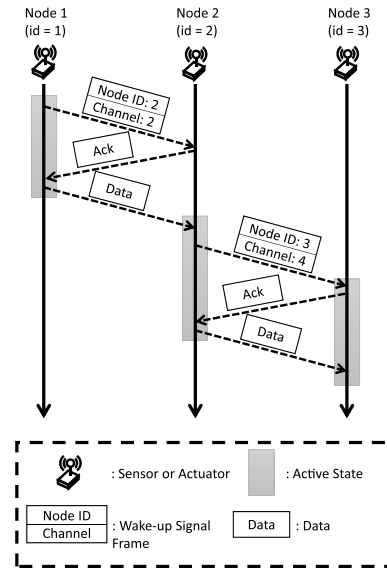 Node 1
(id = 1)
Node 2
(id = 2)
Node 3
(id = 3)
Node ID: 2
Channel: 2
Ack
Data
Node ID: 3
Channel: 4
Ack
Data
: Sensor or Actuator
: Active State
Node ID
Channel
: Wake-up Signal
Frame
Data
: Data